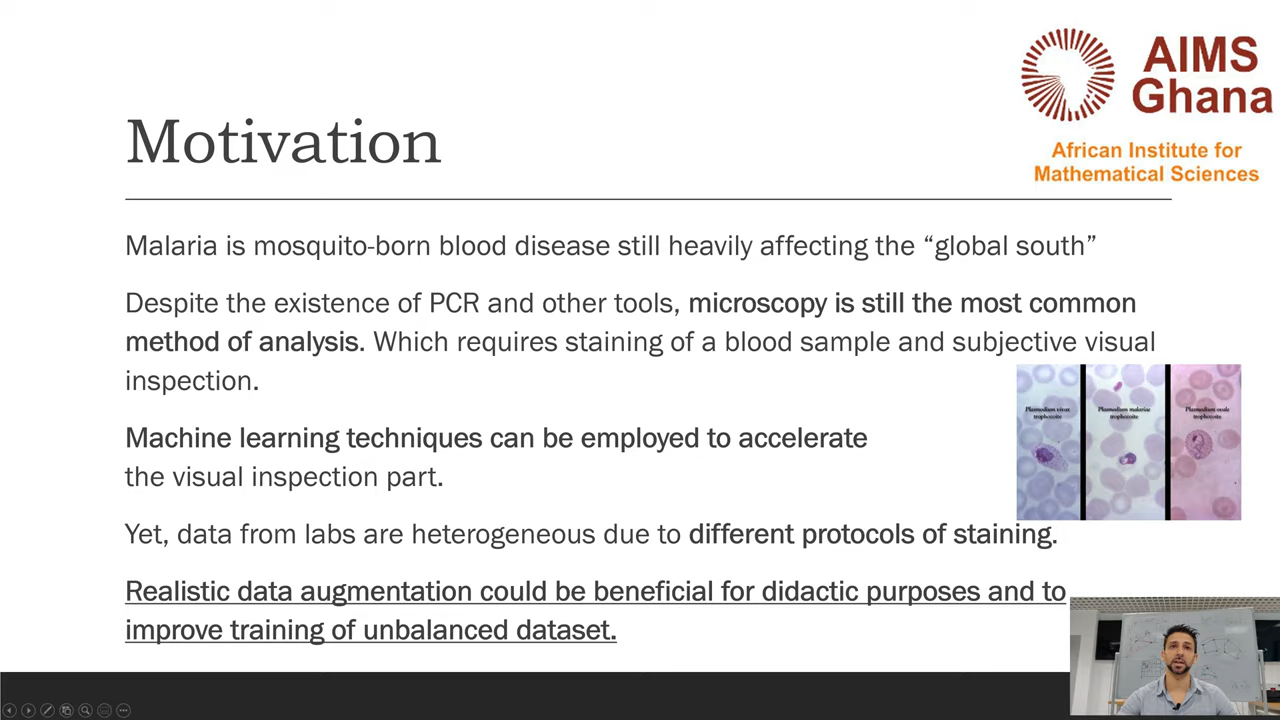 AIMS
Ghana
African Institute for
Mathematical Sciences
Motivation
Malaria is mosquito-born blood disease still heavily affecting the “global south”
Despite the existence of PCR and other tools, microscopy is still the most common
method of analysis. Which requires staining of a blood sample and subjective visual
inspection.
Plasmodium vivax
trophozoite
Plasmodium malariae
trophozoite
Plasmodium ovale
trophozoite
Machine learning techniques can be employed to accelerate
the visual inspection part.
Yet, data from labs are heterogeneous due to different protocols of staining.
Realistic data augmentation could be beneficial for didactic purposes and to
improve training of unbalanced dataset.